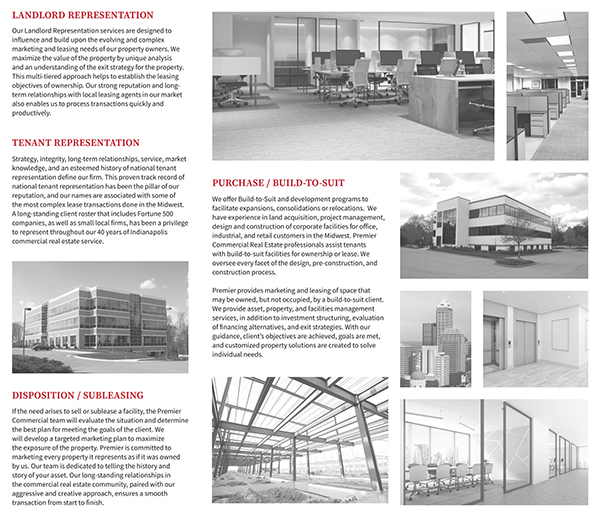 LANDLORD REPRESENTATION
Our Landlord Representation services are designed to
influence and build upon the evolving and complex
marketing and leasing needs of our property owners. We
maximize the value of the property by unique analysis
and an understanding of the exit strategy for the property.
This multi-tiered approach helps to establish the leasing
objectives of ownership. Our strong reputation and long-
term relationships with local leasing agents in our market
also enables us to process transactions quickly and
productively.
TENANT REPRESENTATION
Strategy, integrity, long-term relationships, service, market
knowledge, and an esteemed history of national tenant
representation define our firm. This proven track record of
national tenant representation has been the pillar of our
reputation, and our names are associated with some of
the most complex lease transactions done in the Midwest.
A long-standing client roster that includes Fortune 500
companies, as well as small local firms, has been a privilege
to represent throughout our 40 years of Indianapolis
commercial real estate service.
DISPOSITION / SUBLEASING
If the need arises to sell or sublease a facility, the Premier
Commercial team will evaluate the situation and determine
the best plan for meeting the goals of the client. We
will develop a targeted marketing plan to maximize
the exposure of the property. Premier is committed to
marketing every property it represents as if it was owned
by us. Our team is dedicated to telling the history and
story of your asset. Our long-standing relationships in
the commercial real estate community, paired with our
aggressive and creative approach, ensures a smooth
transaction from start to finish.
PURCHASE / BUILD-TO-SUIT
We offer Build-to-Suit and development programs to
facilitate expansions, consolidations or relocations. We
have experience in land acquisition, project management,
design and construction of corporate facilities for office,
industrial, and retail customers in the Midwest. Premier
Commercial Real Estate professionals assist tenants
with build-to-suit facilities for ownership or lease. We
oversee every facet of the design, pre-construction, and
construction process.
Premier provides marketing and leasing of space that
may be owned, but not occupied, by a build-to-suit client.
We provide asset, property, and facilities management
services, in addition to investment structuring, evaluation
of financing alternatives, and exit strategies. With our
guidance, client's objectives are achieved, goals are met,
and customized property solutions are created to solve
individual needs.